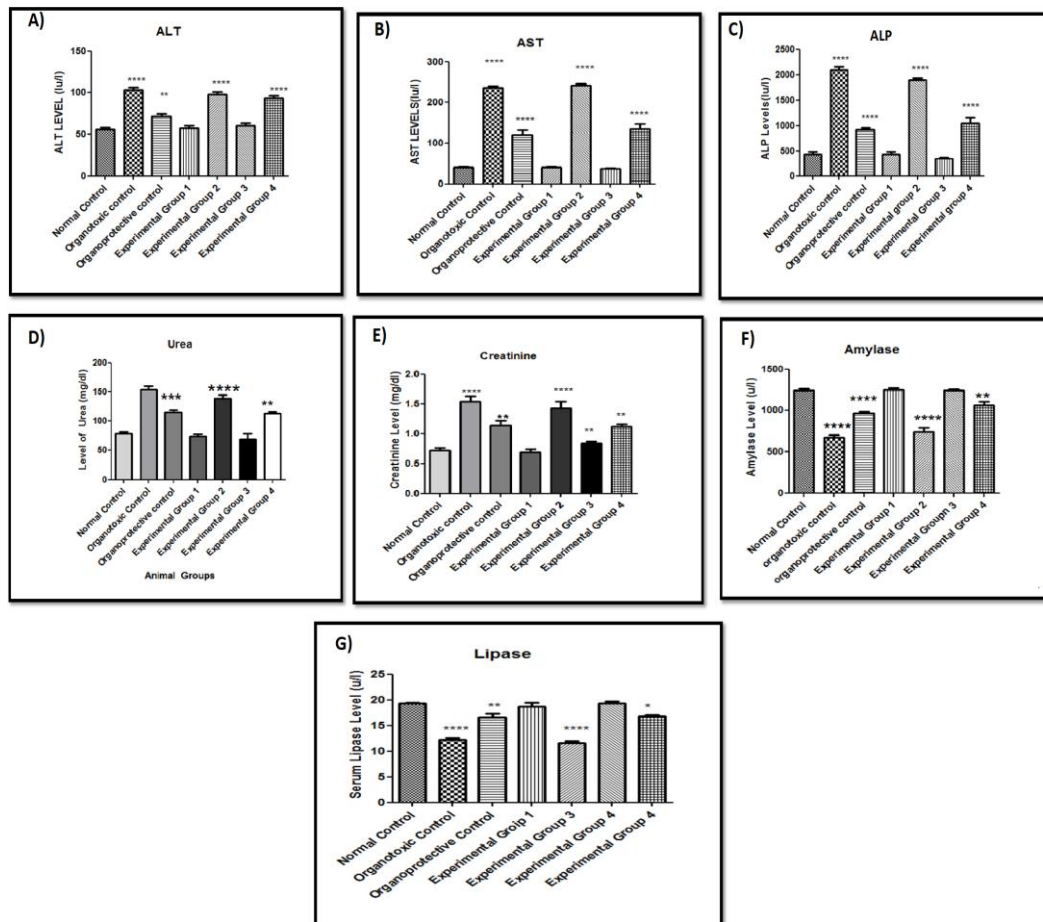 A)
ALT
ALT LEVEL (Iu/l)
150
100
50
0
****
**
****
****
Normal Control
Organotoxic control
Organoprotective control
Experimental Group 1
Experimental Group 2
Experimental Group 3
Experimental Group 4
B)
AST
AST LEVELS(Iu/l)
300
200
100
0
****
****
****
****
Normal Control
Organotoxic Control
Organoprotective Control
Experimental Group 1
Experimental Group 2
Experimental Group 3
Experimental Group 4
C)
ALP
ALP Levels(Iu/l)
2500
2000
1500
1000
500
0
****
****
****
****
Normal Control
Organotoxic Control
Organoprotective control
Experimental Group 1
Experimental group 2
Experimental Group 3
Experimental group 4
D)
Urea
Level of Urea (mg/dl)
150
100
50
0
***
****
**
Normal Control
Organotoxic Control
Organoprotective control
Experimental Group 1
Experimental Group 2
Experimental Group 3
Experimental Group 4
Animal Groups
E)
Creatinine
Creatinine Level (mg/dl)
2.0
1.5
1.0
0.5
0.0
****
**
****
**
**
Normal Control
Organotoxic control
Organoprotective control
Experimental Group 1
Experimental Group 2
Experimental Group 3
Experimental Group 4
F)
Amylase
Amylase Level (u/l)
1500
1000
500
0
****
****
****
**
Normal Control
organotoxic control
organoprotective control
Experimental Group 1
Experimental Group 2
Experimental Groupn 3
Experimental Group 4
G)
Lipase
Serum Lipase Level (u/l)
25
20
15
10
5
0
****
**
****
*
Normal Control
Organotoxic Control
Organoprotective Control
Experimental Groip 1
Experimental Group 3
Experimental Group 4
Experimental Group 4